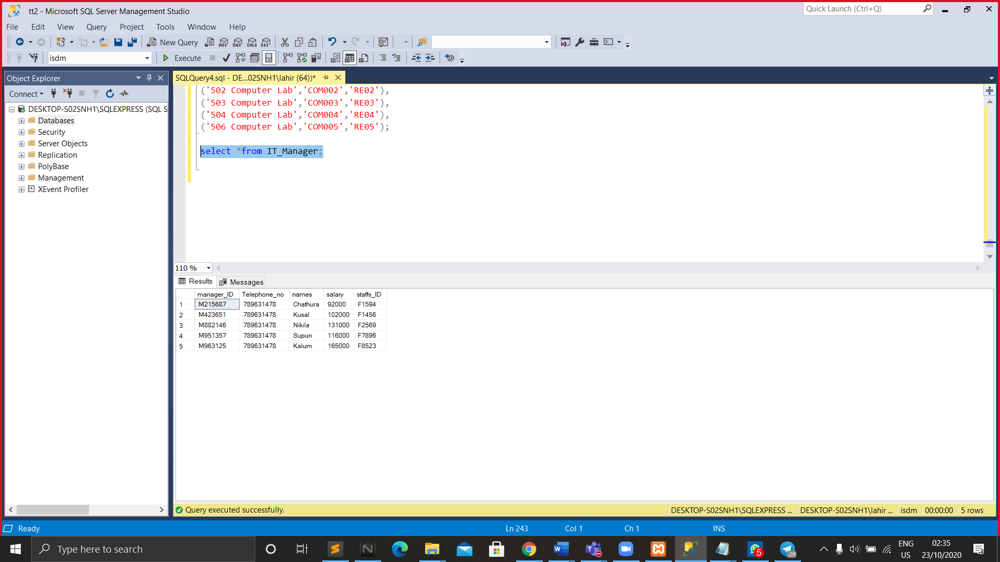 tt2 - Microsoft SQL Server Management Studio
Quick Launch (Ctrl+Q)
File Edit View Query Project Tools Window Help
New Query MDX DMX XMLA DAX
isdm Execute
Object Explorer
SQLQuery4.sql - DE...02SNH1\lahir (64))*
Connect
DESKTOP-S02SNH1\SQLEXPRESS (SQL S
Databases
Security
Server Objects
Replication
PolyBase
Management
XEvent Profiler
('502 Computer Lab','COM002','RE02'),
('503 Computer Lab','COM003','RE03'),
('504 Computer Lab','COM004','RE04'),
('506 Computer Lab','COM005','RE05');
select *from IT_Manager;
110 %
Results Messages
manager_ID Telephone_no names salary staffs_ID
1 M215687 789631478 Chathura 92000 F1594
2 M423651 789631478 Kusal 102000 F1456
3 M882146 789631478 Nikila 131000 F2569
4 M951357 789631478 Supun 116000 F7896
5 M963125 789631478 Kalum 165000 F8523
Query executed successfully.
DESKTOP-S02SNH1\SQLEXPRESS ... DESKTOP-S02SNH1\lahir ... isdm 00:00:00 5 rows
Ready Ln 243 Col 1 Ch 1 INS
Type here to search
5
..09
ENG
US
02:35
23/10/2020